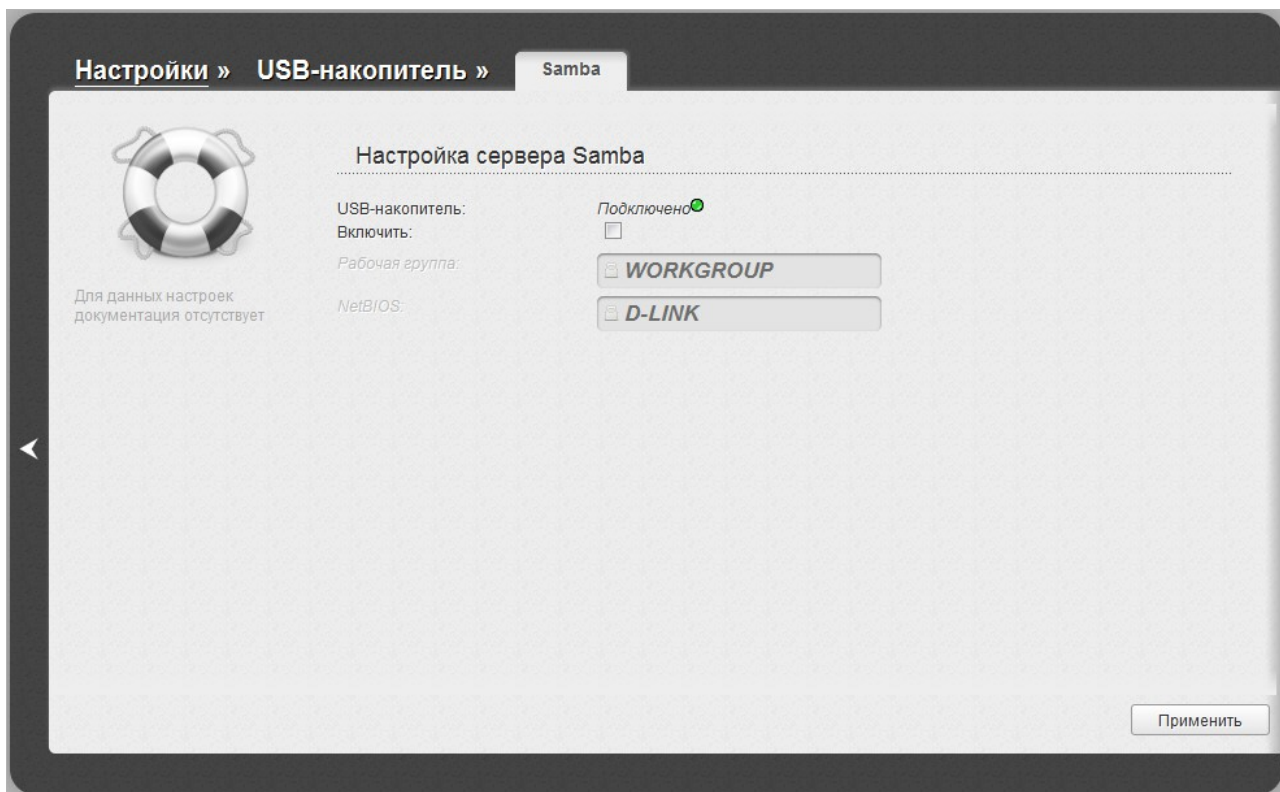 Настройки » USB-накопитель » Samba
Настройка сервера Samba
USB-накопитель: Подключено
Включить:
Рабочая группа: WORKGROUP
NetBIOS: D-LINK
Для данных настроек
документация отсутствует
Применить